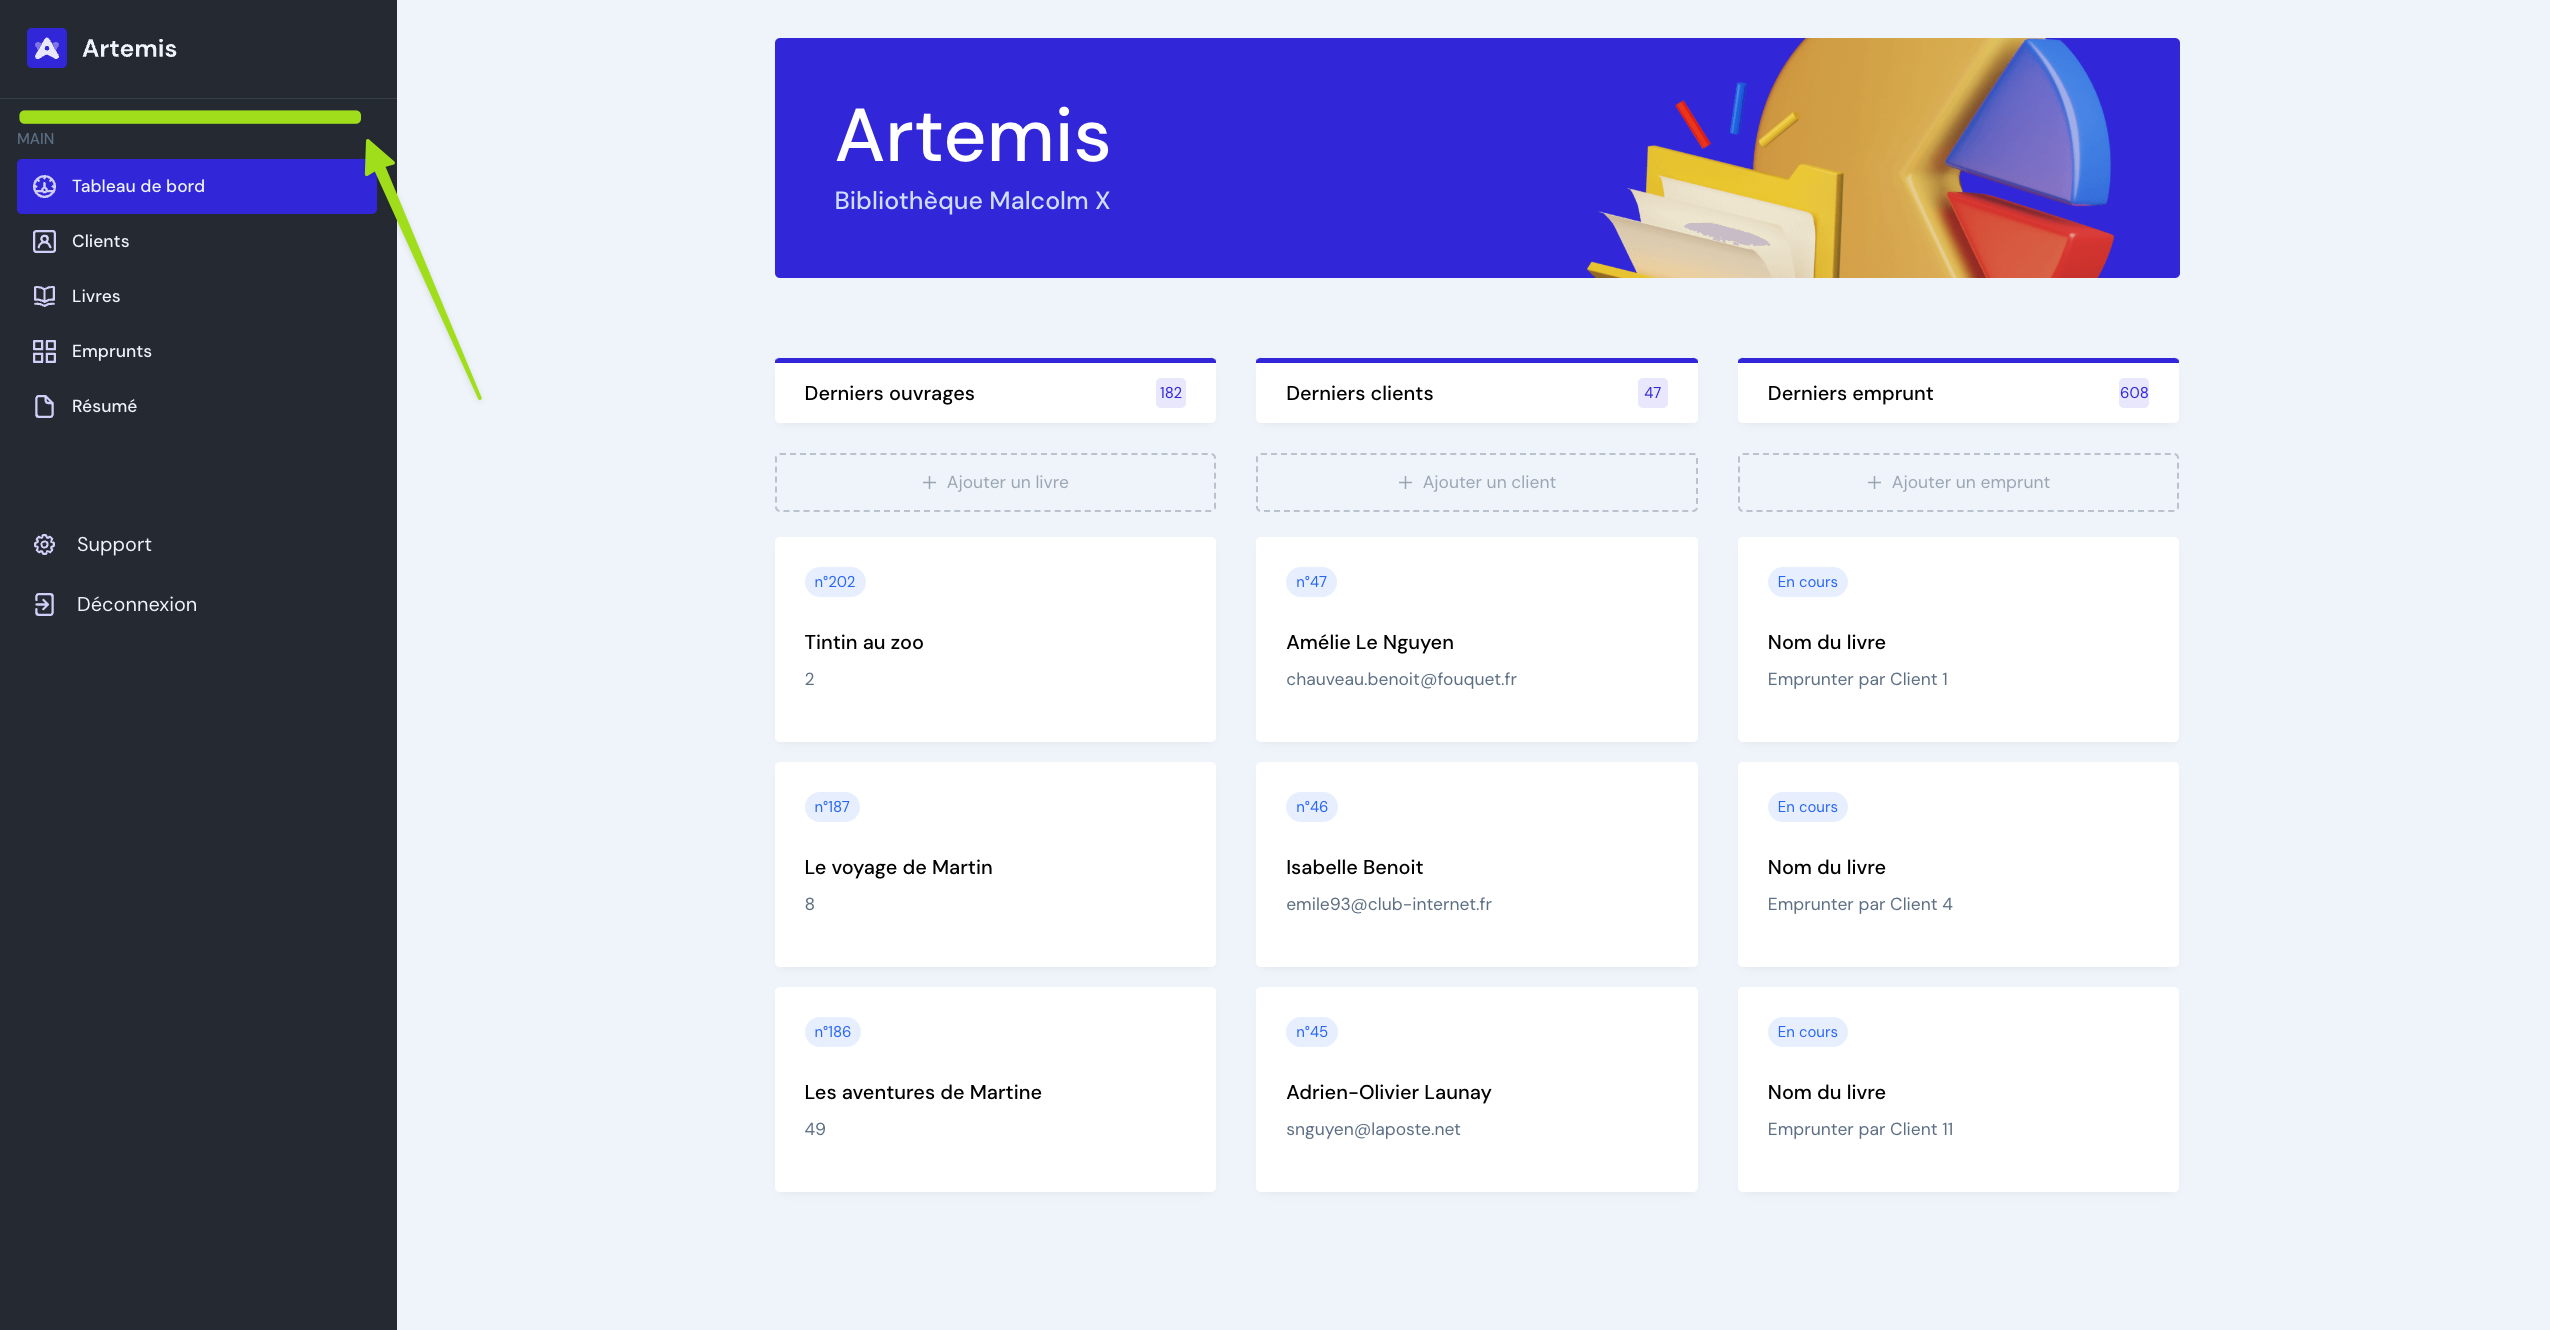 Artemis
MAIN
Tableau de bord
Clients
Livres
Emprunts
Résumé
Support
Déconnexion
Artemis
Bibliothèque Malcolm X
Derniers ouvrages 182
Ajouter un livre
n°202
Tintin au zoo
2
n°187
Le voyage de Martin
8
n°186
Les aventures de Martine
49
Derniers clients 47
Ajouter un client
n°47
Amélie Le Nguyen
chauveau.benoit@fouquet.fr
n°46
Isabelle Benoit
emile93@club-internet.fr
n°45
Adrien-Olivier Launay
snguyen@laposte.net
Derniers emprunt 608
Ajouter un emprunt
En cours
Nom du livre
Emprunter par Client 1
En cours
Nom du livre
Emprunter par Client 4
En cours
Nom du livre
Emprunter par Client 11